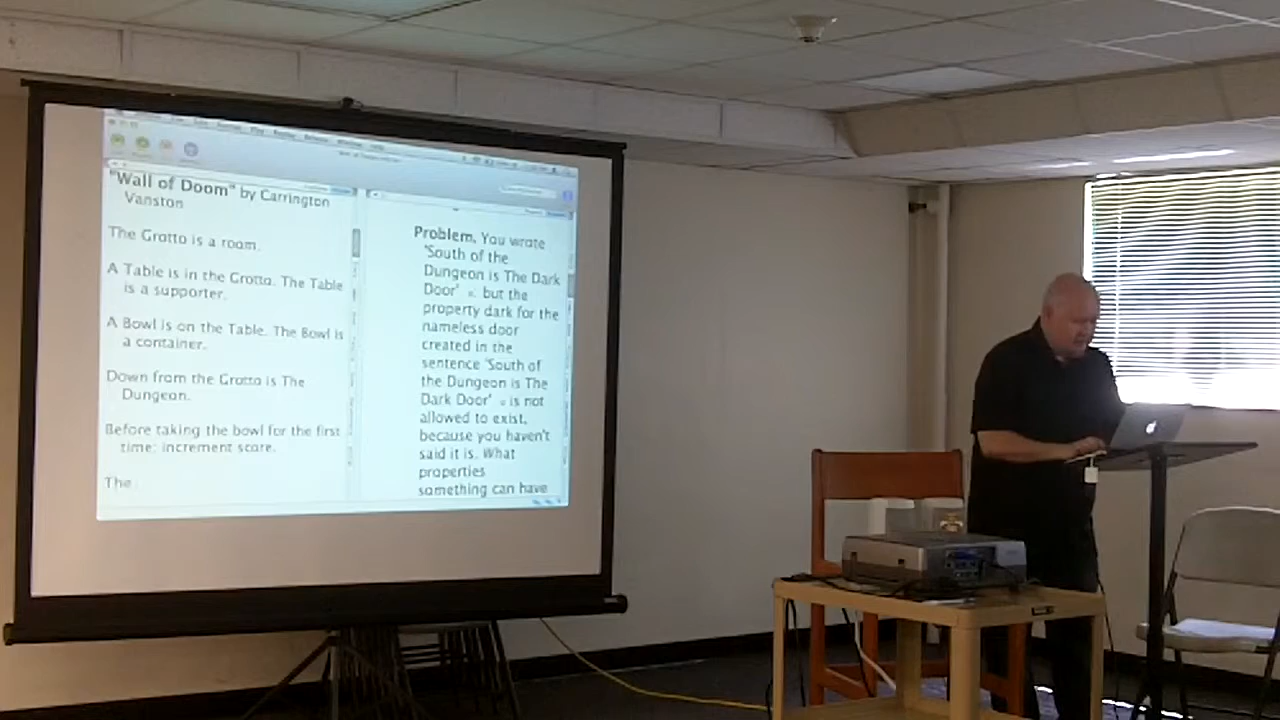 "Wall of Doom" by Carrington
Vanston
The Grotto is a room.
A Table is in the Grotto. The Table
is a supporter.
A Bowl is on the Table. The Bowl is
a container.
Down from the Grotto is The
Dungeon.
Before taking the bowl for the first
time: increment score.
The
Problem. You wrote
'South of the
Dungeon is The Dark
Door' , but the
property dark for the
nameless door
created in the
sentence 'South of
the Dungeon is The
Dark Door' is not
allowed to exist,
because you haven't
said it is. What
properties
something can have